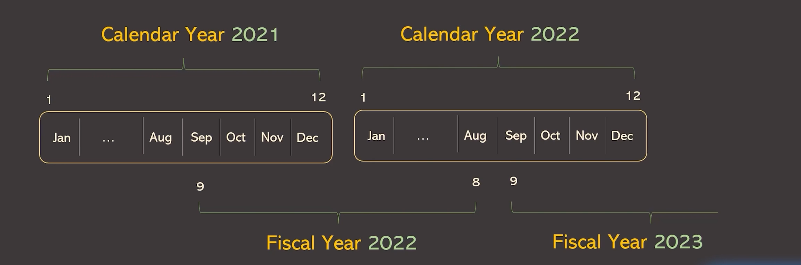 Calendar Year 2021 Calendar Year 2022
1 12 1 12
Jan ... Aug Sep Oct Nov Dec Jan ... Aug Sep Oct Nov Dec
9 8 9
Fiscal Year 2022 Fiscal Year 2023